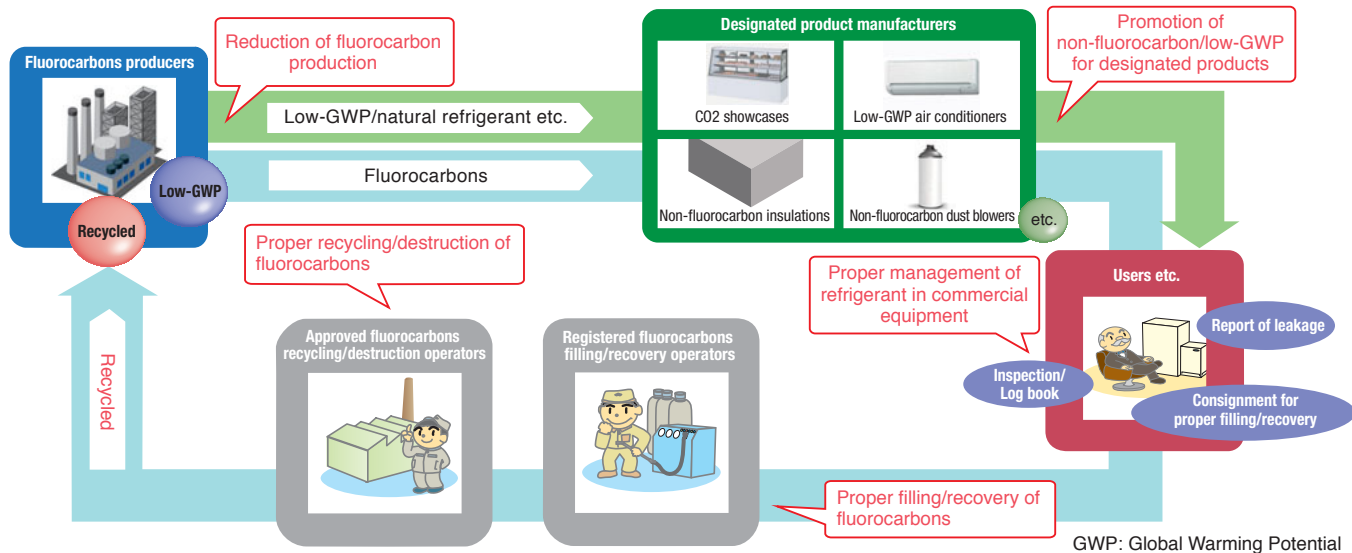 Fluorocarbons producers
Low-GWP
Recycled
Reduction of fluorocarbon
production
Low-GWP/natural refrigerant etc.
Fluorocarbons
Designated product manufacturers
CO2 showcases
Low-GWP air conditioners
Non-fluorocarbon insulations
Non-fluorocarbon dust blowers
etc.
Promotion of
non-fluorocarbon/low-GWP
for designated products
Proper recycling/destruction of
fluorocarbons
Proper management of
refrigerant in commercial
equipment
Users etc.
Report of leakage
Inspection/
Log book
Consignment for
proper filling/recovery
Approved fluorocarbons
recycling/destruction operators
Registered fluorocarbons
filling/recovery operators
Recycled
Proper filling/recovery of
fluorocarbons
GWP: Global Warming Potential